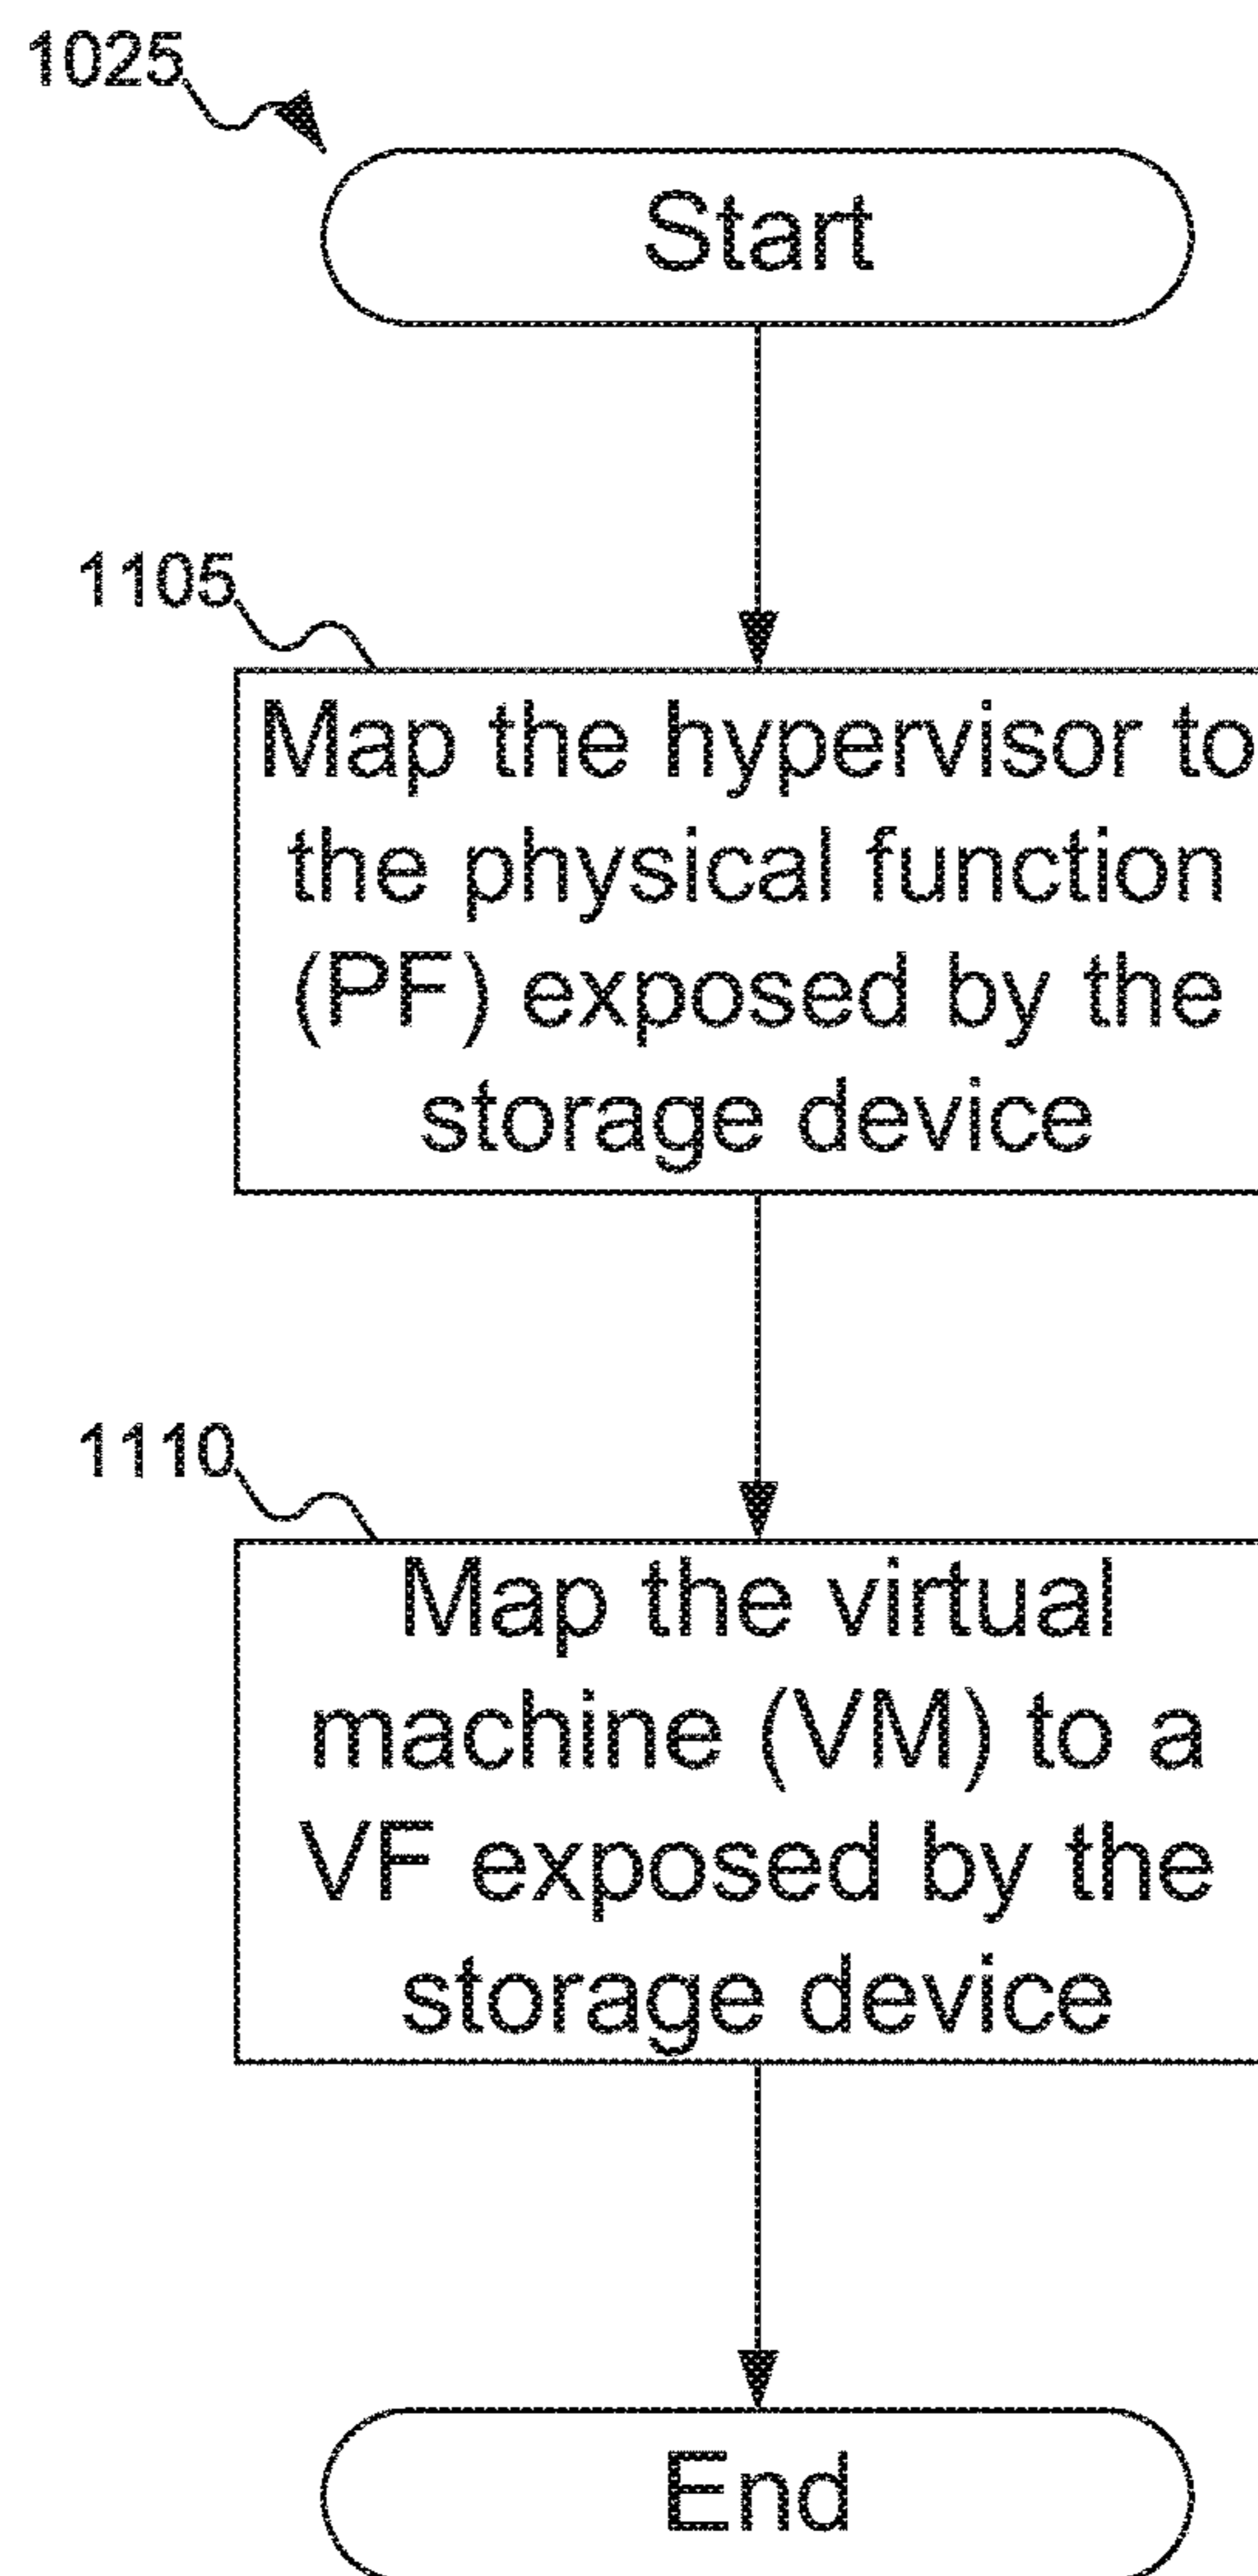 1025
Start
1105
Map the hypervisor to
the physical function
(PF) exposed by the
storage device
1110
Map the virtual
machine (VM) to a
VF exposed by the
storage device
End